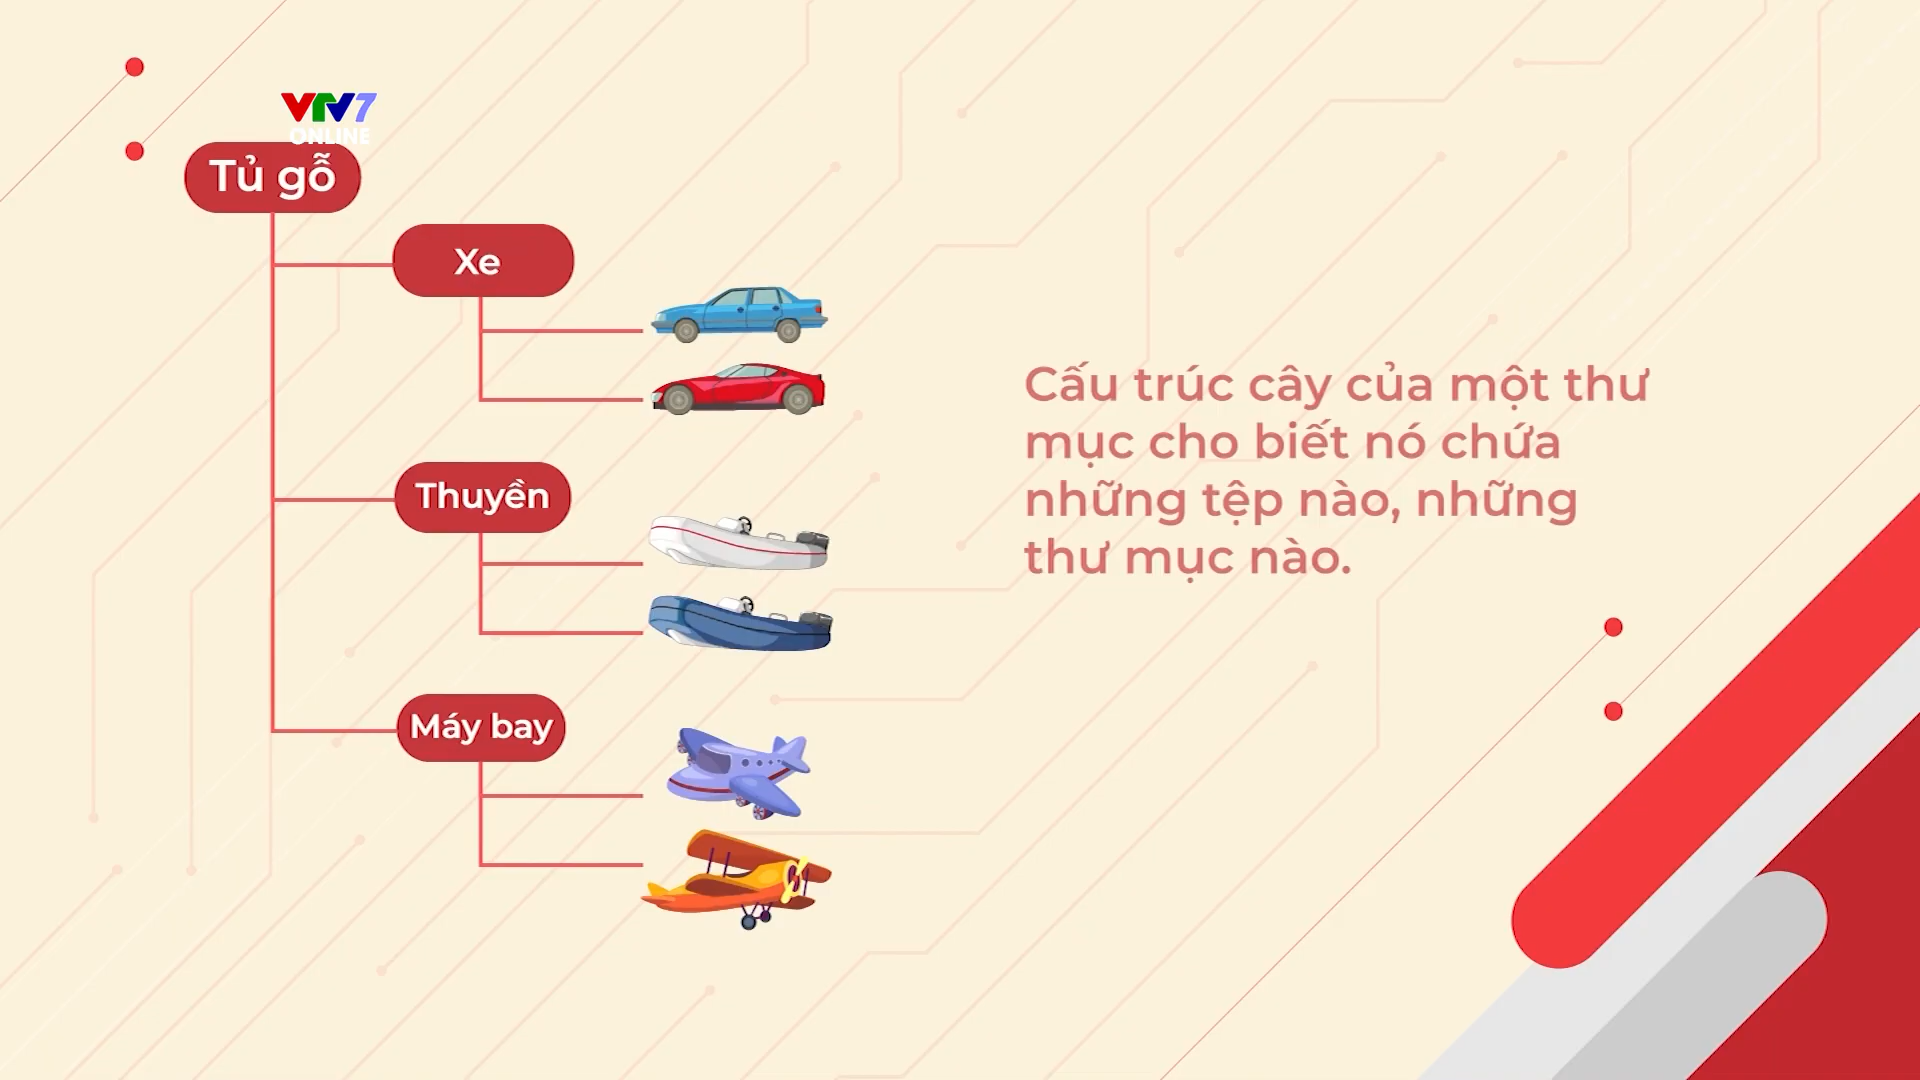 VTV7
ONLINE
Tủ gỗ
Xe
Thuyền
Máy bay
Cấu trúc cây của một thư
mục cho biết nó chứa
những tệp nào, những
thư mục nào.